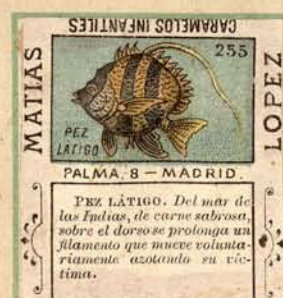 CARAMELOS INFANTILES
MATIAS
LOPEZ
255
PEZ
LATIGO
PALMA, 8 — MADRID.
PEZ LÁTIGO. Del mar de
las Indias, de carne sabrosa,
sobre el dorso se prolonga un
filamento que mueve volunta-
riamente azotando su víc-
tima.